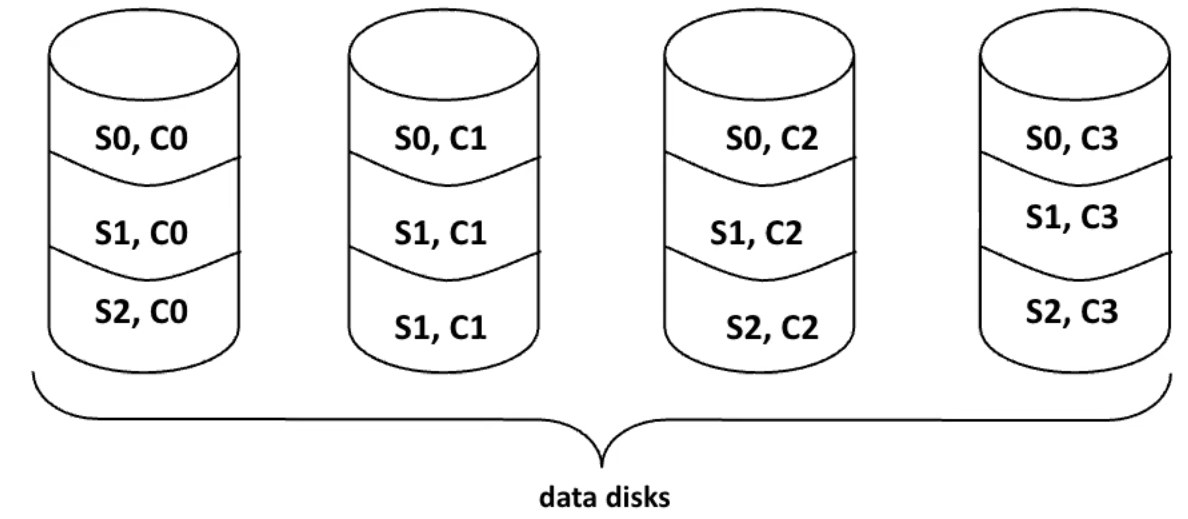 S0, C0 S0, C1 S0, C2 S0, C3
S1, C0 S1, C1 S1, C2 S1, C3
S2, C0 S1, C1 S2, C2 S2, C3
data disks